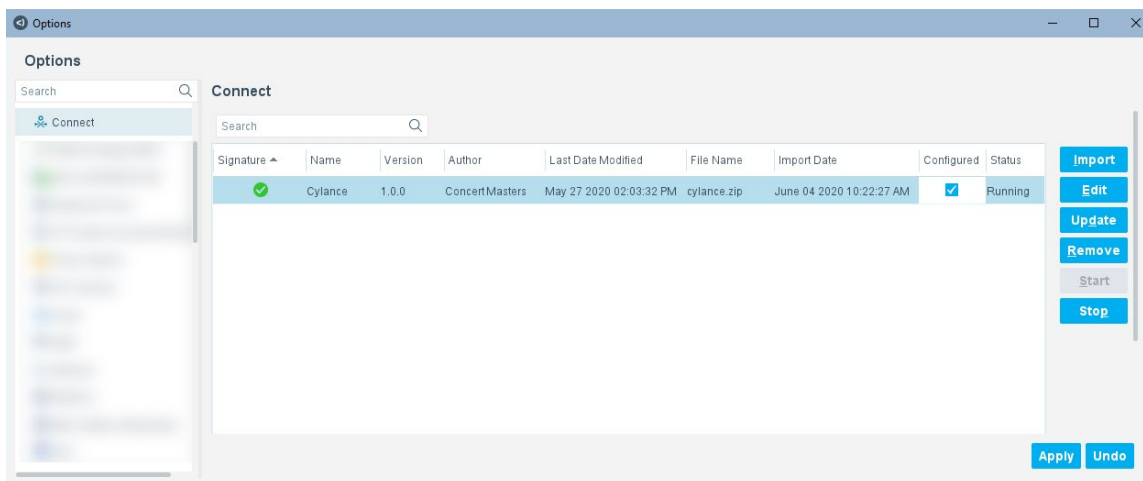 Options
Options
Search
Connect
Connect
Search
Signature Name Version Author Last Date Modified File Name Import Date Configured Status
Cylance 1.0.0 ConcertMasters May 27 2020 02:03:32 PM cylance.zip June 04 2020 10:22:27 AM Running
Import
Edit
Update
Remove
Start
Stop
Apply Undo